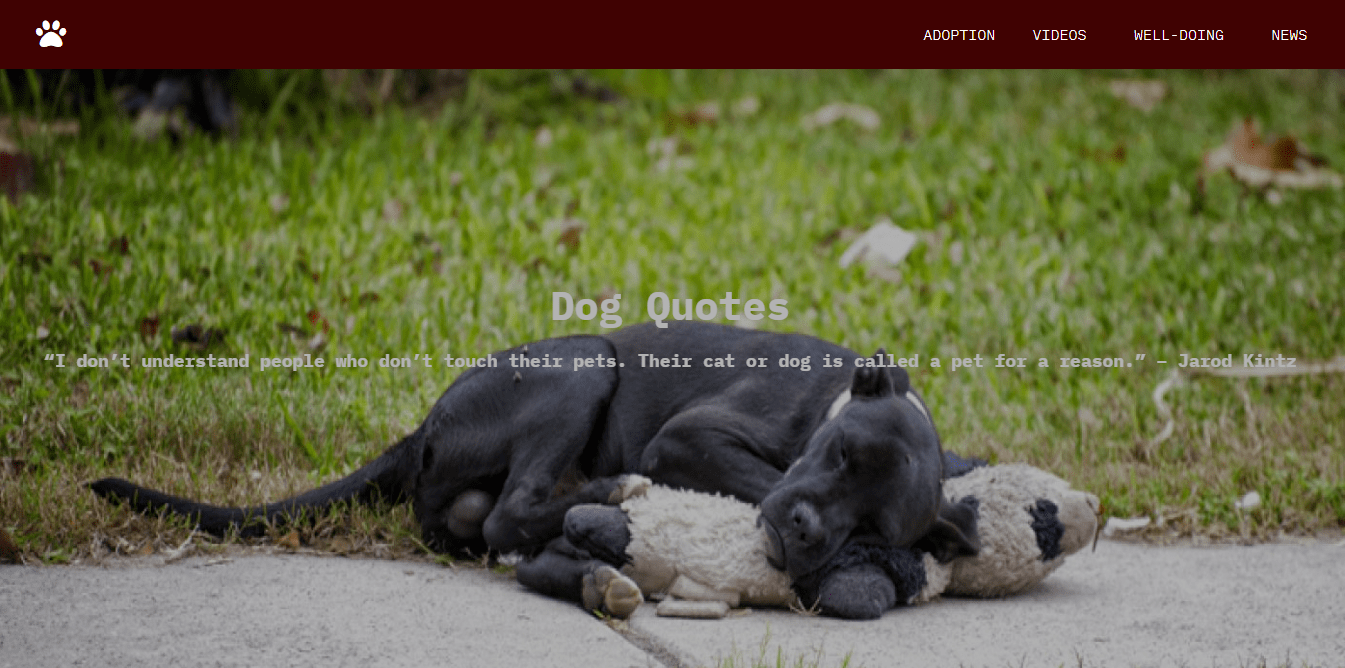 ADOPTION VIDEOS WELL-DOING NEWS
Dog Quotes
“I don’t understand people who don’t touch their pets. Their cat or dog is called a pet for a reason.” – Jarod Kintz